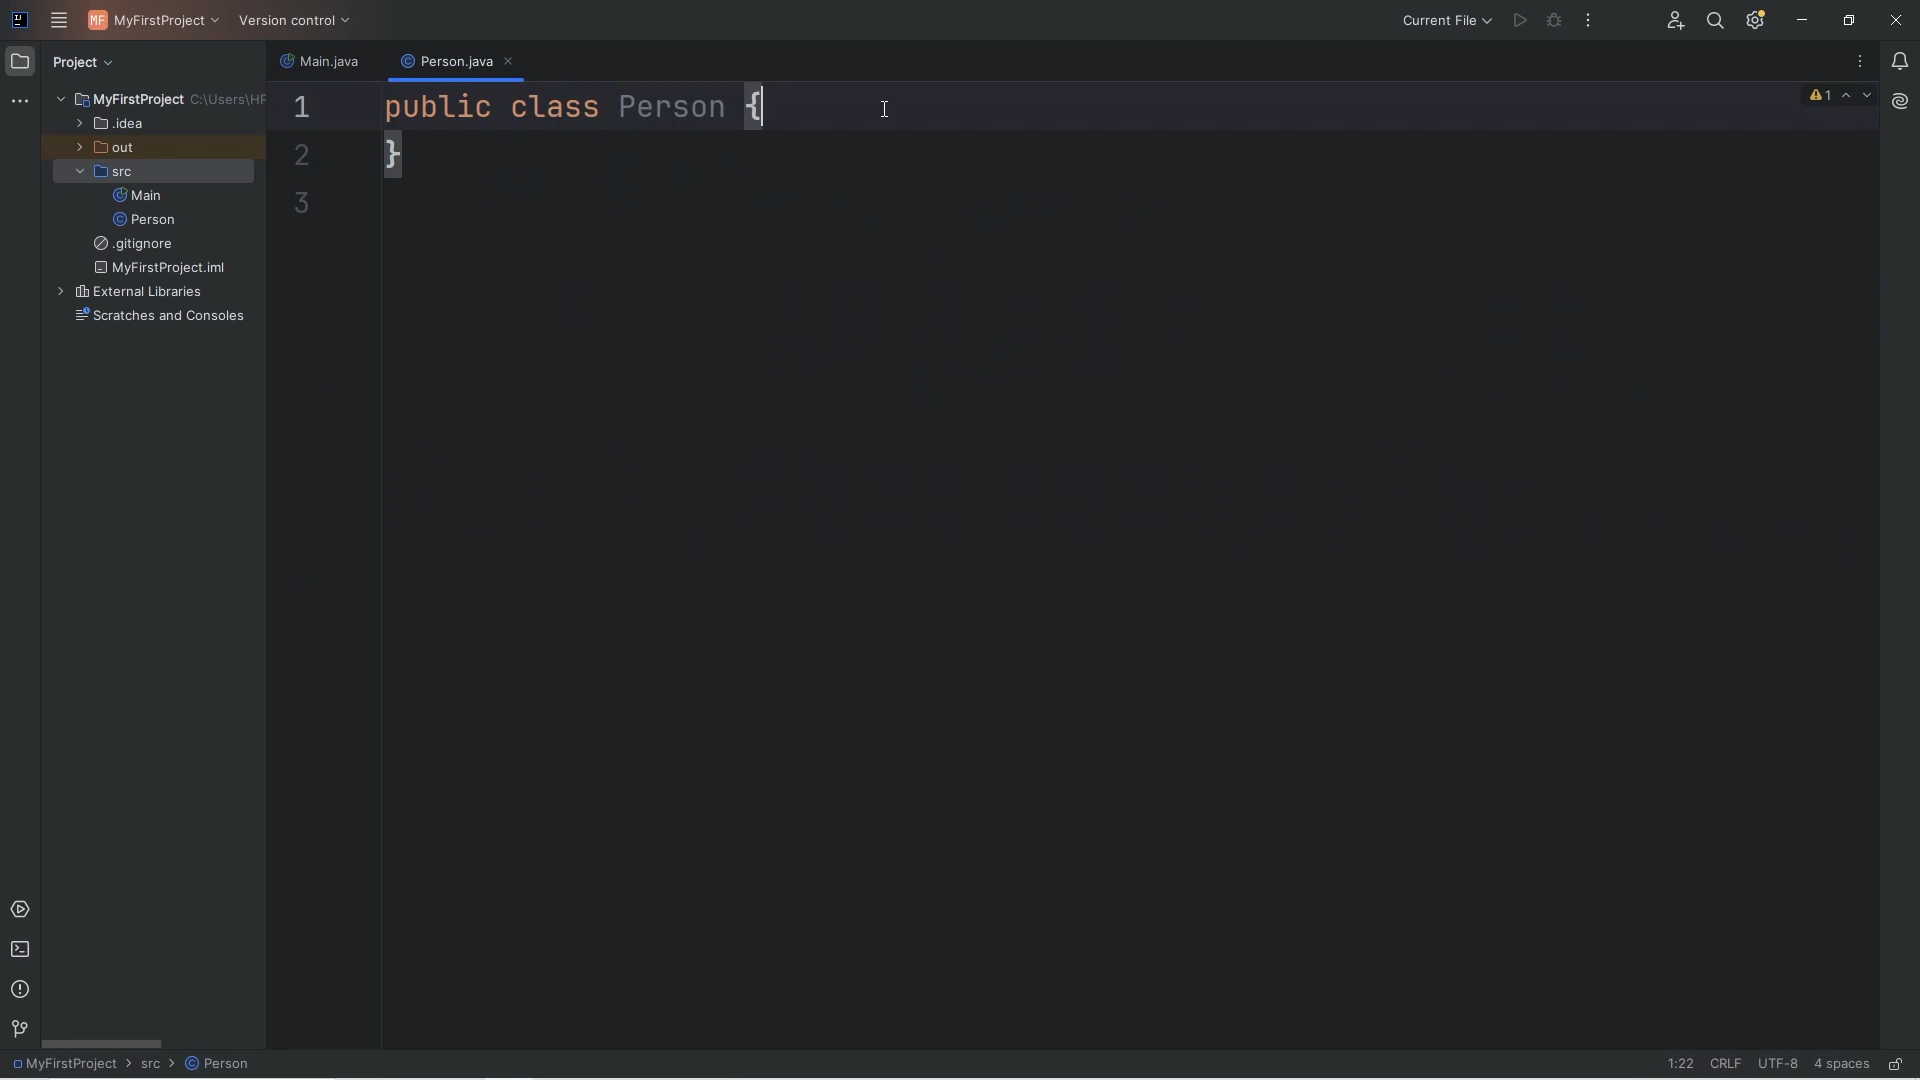 MF MyFirstProject Version control Current File
Project Main.java Person.java
MyFirstProject C:\Users\HP
.idea
out
src
Main
Person
.gitignore
MyFirstProject.iml
External Libraries
Scratches and Consoles
1 public class Person {
2 }
3
1
MyFirstProject > src > Person 1:22 CRLF UTF-8 4 spaces